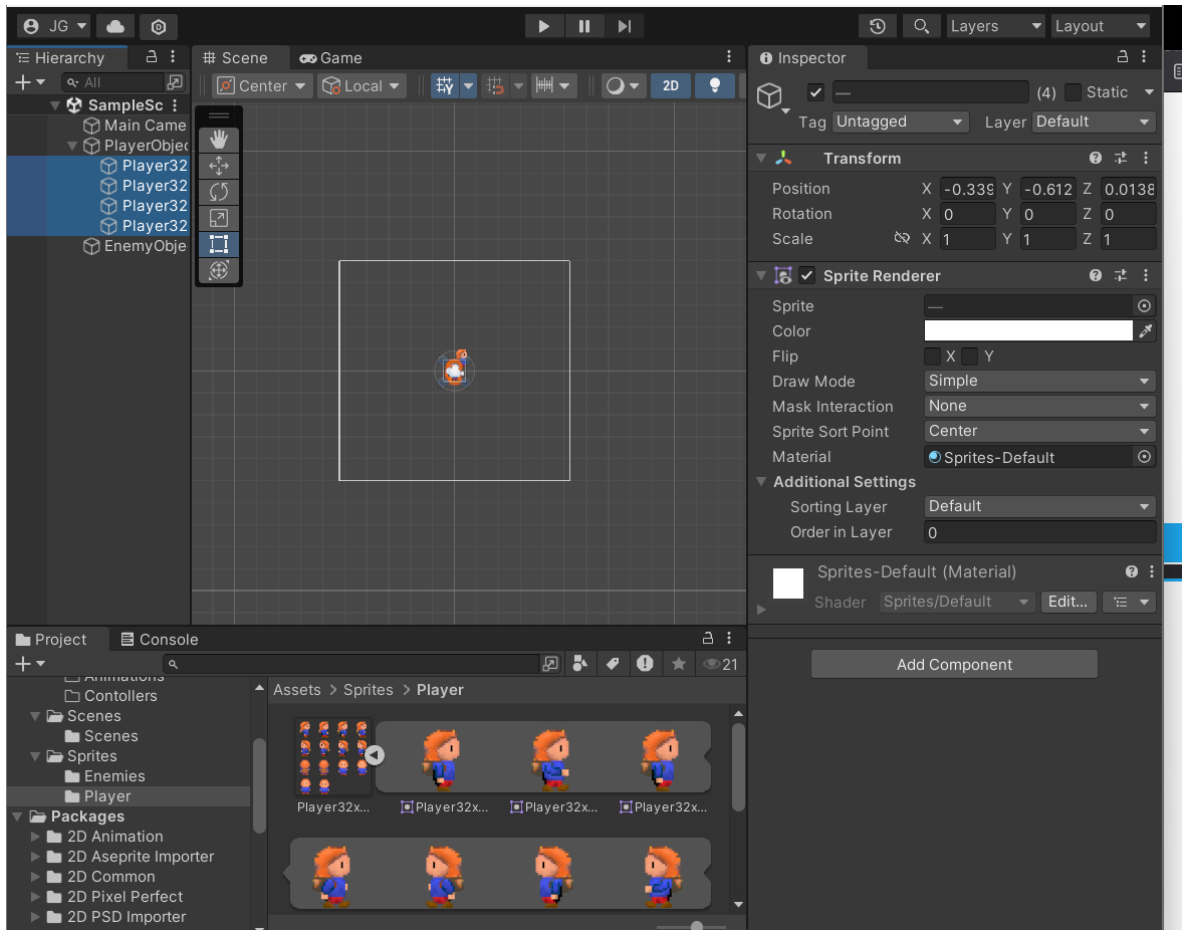 JG
Layers
Layout
Hierarchy
Scene
Game
Inspector
All
Center
Local
2D
—
(4)
Static
Tag
Untagged
Layer
Default
SampleSc
Main Came
PlayerObjec
Player32
Player32
Player32
Player32
EnemyObje
Transform
Position X -0.339 Y -0.612 Z 0.0138
Rotation X 0 Y 0 Z 0
Scale X 1 Y 1 Z 1
Sprite Renderer
Sprite —
Color
Flip X Y
Draw Mode Simple
Mask Interaction None
Sprite Sort Point Center
Material Sprites-Default
Additional Settings
Sorting Layer Default
Order in Layer 0
Sprites-Default (Material)
Shader Sprites/Default Edit...
Add Component
Project
Console
21
Animations
Contollers
Scenes
Scenes
Sprites
Enemies
Player
Packages
2D Animation
2D Aseprite Importer
2D Common
2D Pixel Perfect
2D PSD Importer
Assets > Sprites > Player
Player32x...
Player32x...
Player32x...
Player32x...